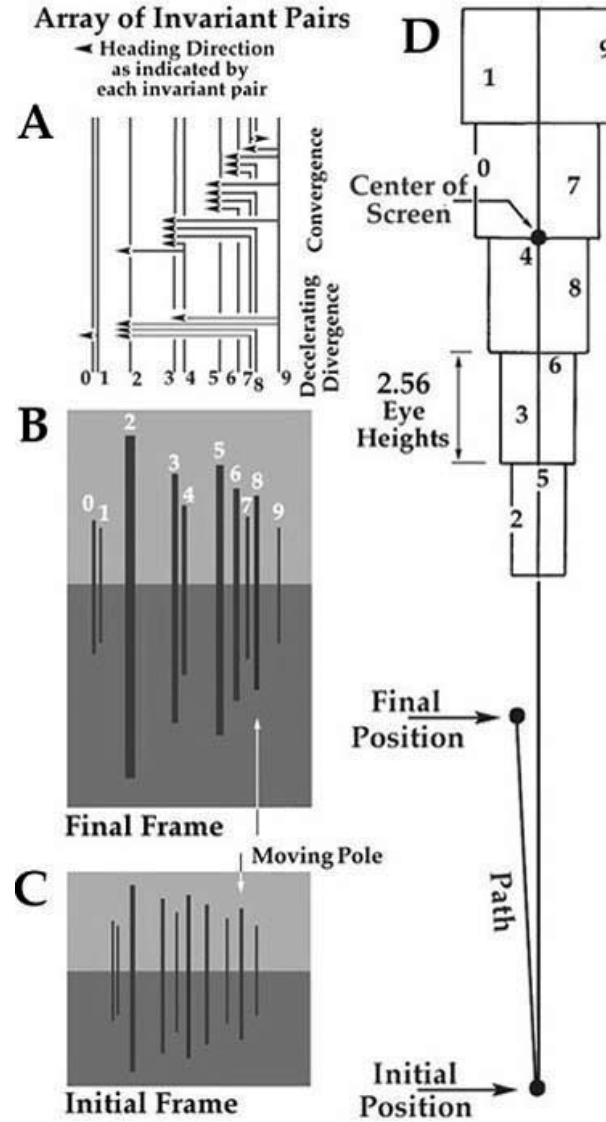 Array of Invariant Pairs
Heading Direction
as indicated by
each invariant pair
A
Convergence
Decelerating
Divergence
0 1 2 3 4 5 6 7 8 9
B
2
5
3
6
8
0
4
7
9
1
Final Frame
Moving Pole
C
Initial Frame
D
9
1
0
7
Center of
Screen
4
8
6
2.56
Eye
Heights
3
5
2
Final
Position
Path
Initial
Position